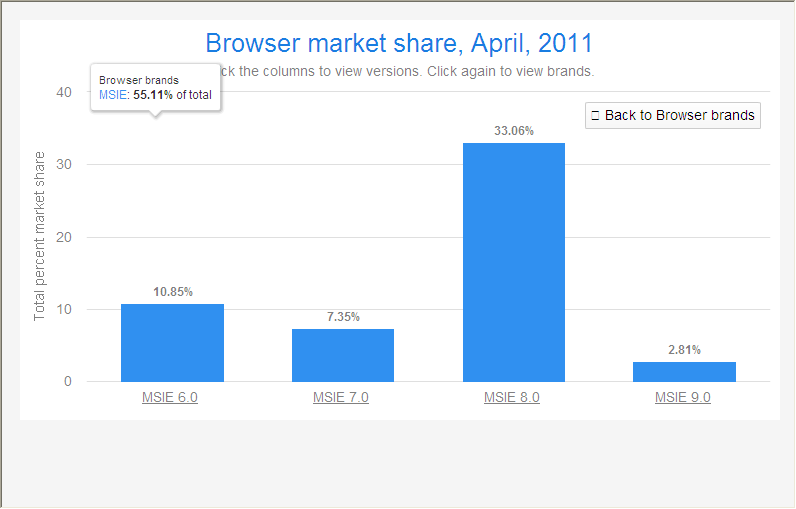 Browser market share, April, 2011
ck the columns to view versions. Click again to view brands.
Browser brands
MSIE: 55.11% of total
Back to Browser brands
Total percent market share
40
30
20
10
0
10.85%
7.35%
33.06%
2.81%
MSIE 6.0
MSIE 7.0
MSIE 8.0
MSIE 9.0